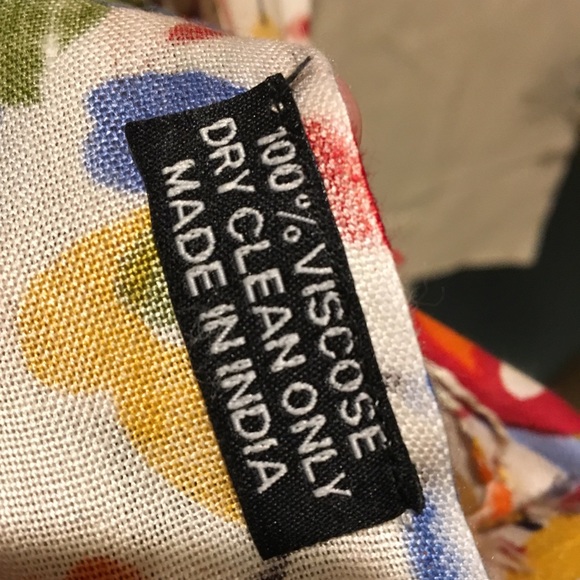 100% VISCOSE
DRY CLEAN ONLY
MADE IN INDIA